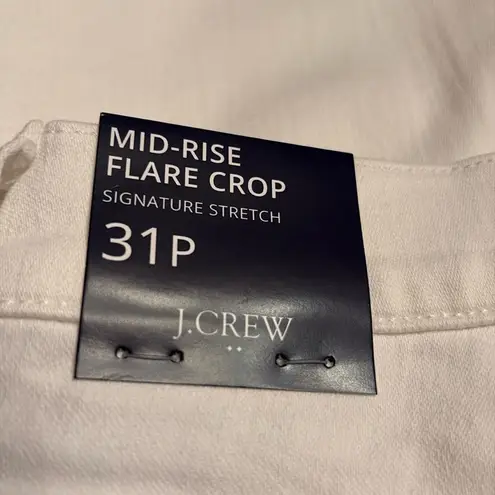 MID-RISE
FLARE CROP
SIGNATURE STRETCH
31P
J.CREW